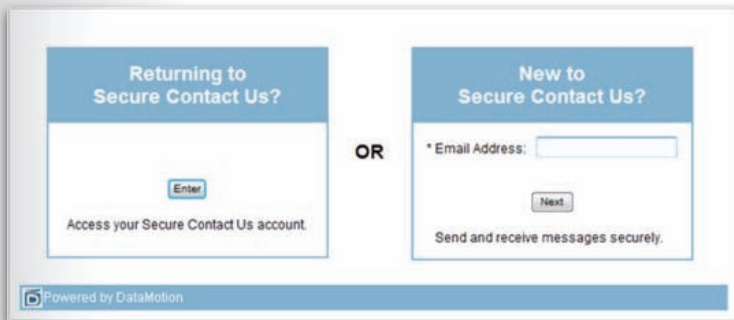 Returning to
Secure Contact Us?
Enter
Access your Secure Contact Us account.
OR
New to
Secure Contact Us?
* Email Address:
Next
Send and receive messages securely.
Powered by DataMotion